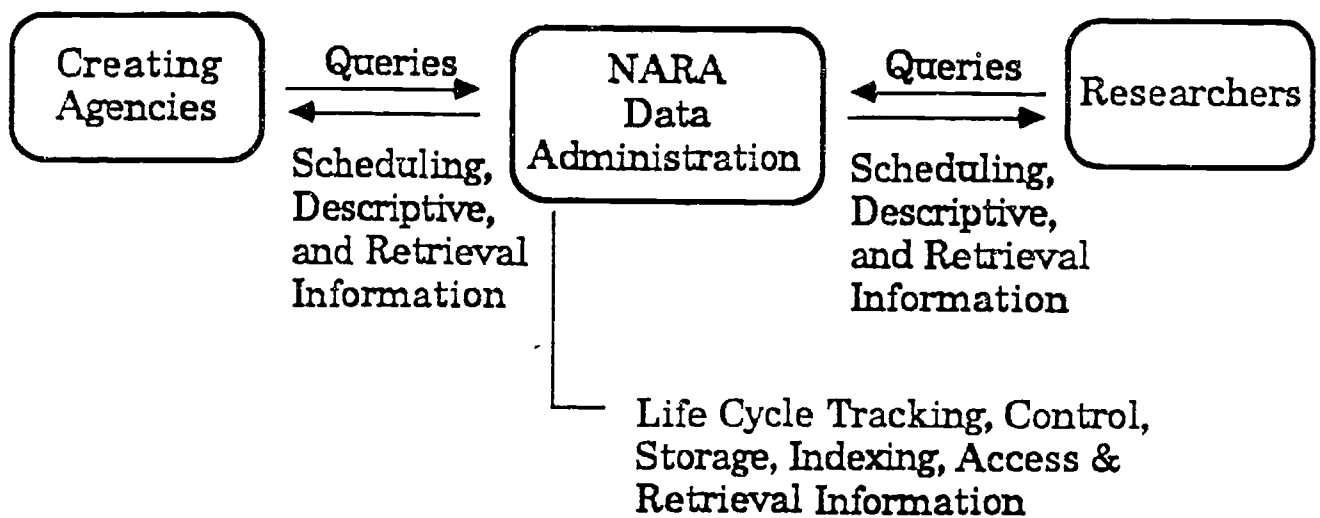 Creating
Agencies
Queries
Scheduling,
Descriptive,
and Retrieval
Information
NARA
Data
Administration
Queries
Scheduling,
Descriptive,
and Retrieval
Information
Researchers
Life Cycle Tracking, Control,
Storage, Indexing, Access &
Retrieval Information